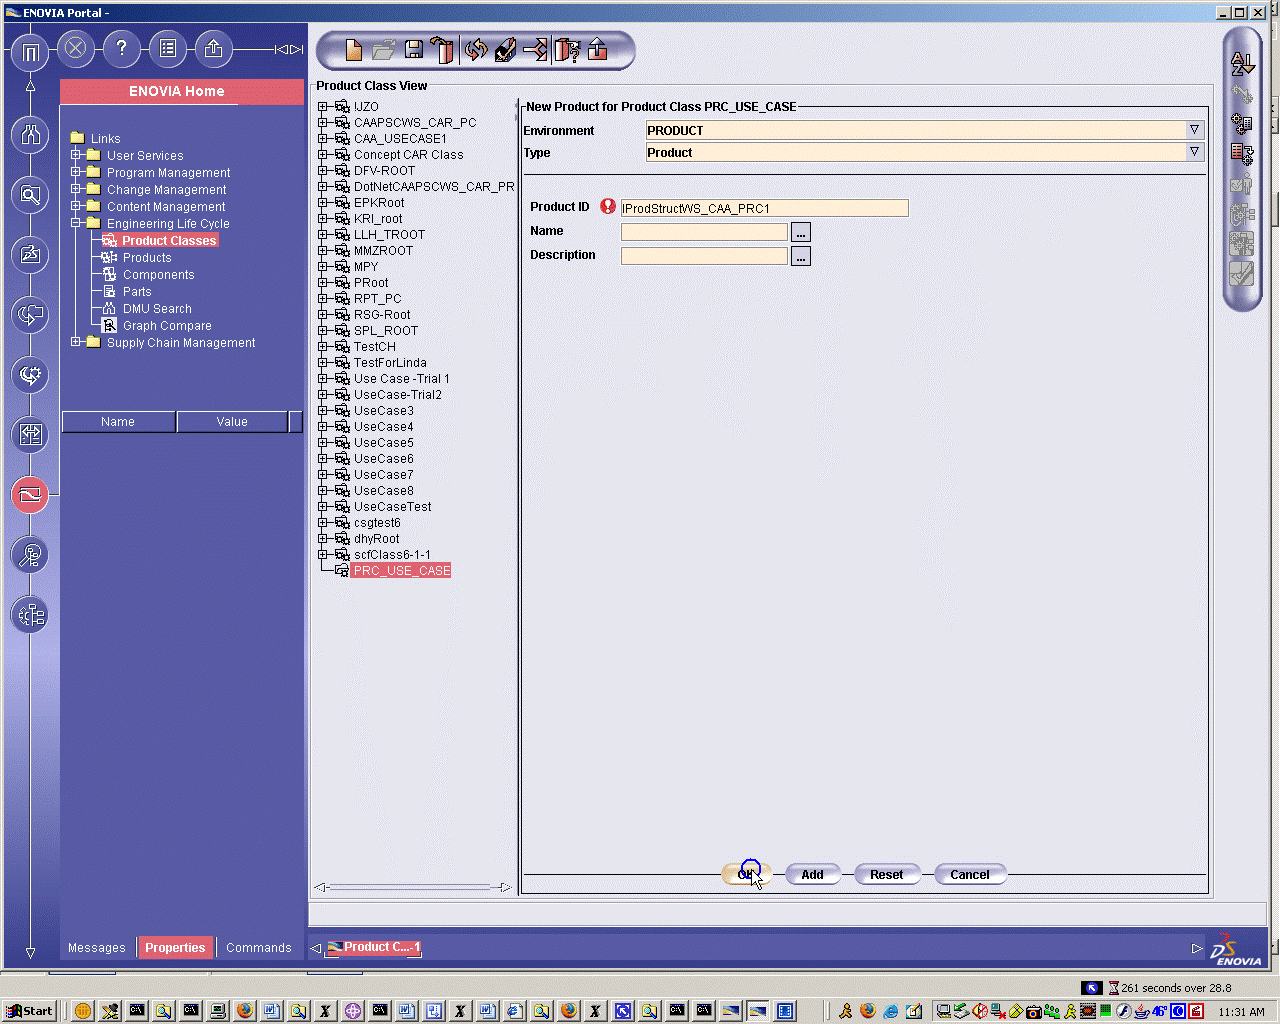 ENOVIA Portal -
ENOVIA Home
Links
User Services
Program Management
Change Management
Content Management
Engineering Life Cycle
Product Classes
Products
Components
Parts
DMU Search
Graph Compare
Supply Chain Management
Name Value
Messages Properties Commands
Product Class View
!JZO
CAAPSCWS_CAR_PC
CAA_USECASE1
Concept CAR Class
DFV-ROOT
DotNetCAAPSCWS_CAR_PR
EPKRoot
KRI_root
LLH_TROOT
MMZROOT
MPY
PRoot
RPT_PC
RSG-Root
SPL_ROOT
TestCH
TestForLinda
Use Case -Trial 1
UseCase-Trial2
UseCase3
UseCase4
UseCase5
UseCase6
UseCase7
UseCase8
UseCaseTest
csgtest6
dhyRoot
scfClass6-1-1
PRC_USE_CASE
New Product for Product Class PRC_USE_CASE
Environment PRODUCT
Type Product
Product ID IProdStructWS_CAA_PRC1
Name ...
Description ...
Add Reset Cancel
Product C...-1
ENOVIA
261 seconds over 28.8
Start 46° 11:31 AM